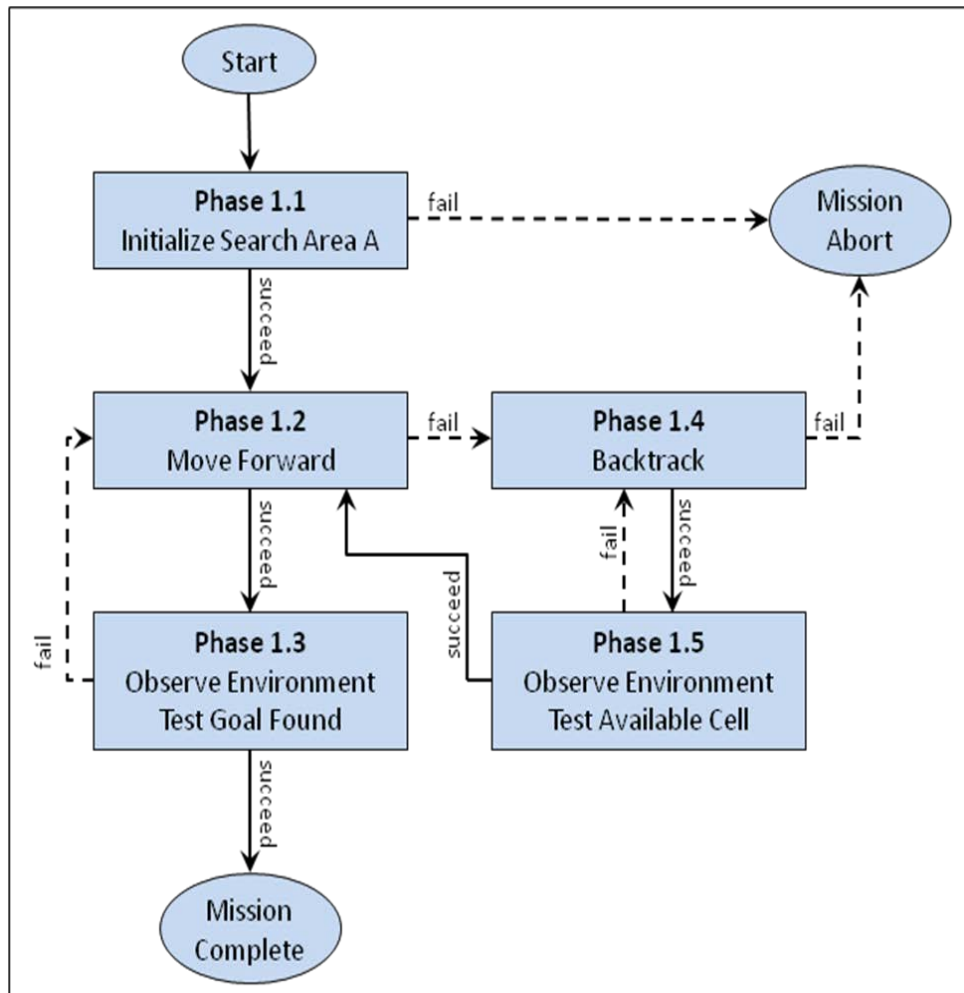 Start
Phase 1.1
Initialize Search Area A
fail
Mission
Abort
succeed
Phase 1.2
Move Forward
fail
Phase 1.4
Backtrack
fail
succeed
fail
succeed
succeed
fail
Phase 1.3
Observe Environment
Test Goal Found
Phase 1.5
Observe Environment
Test Available Cell
succeed
Mission
Complete